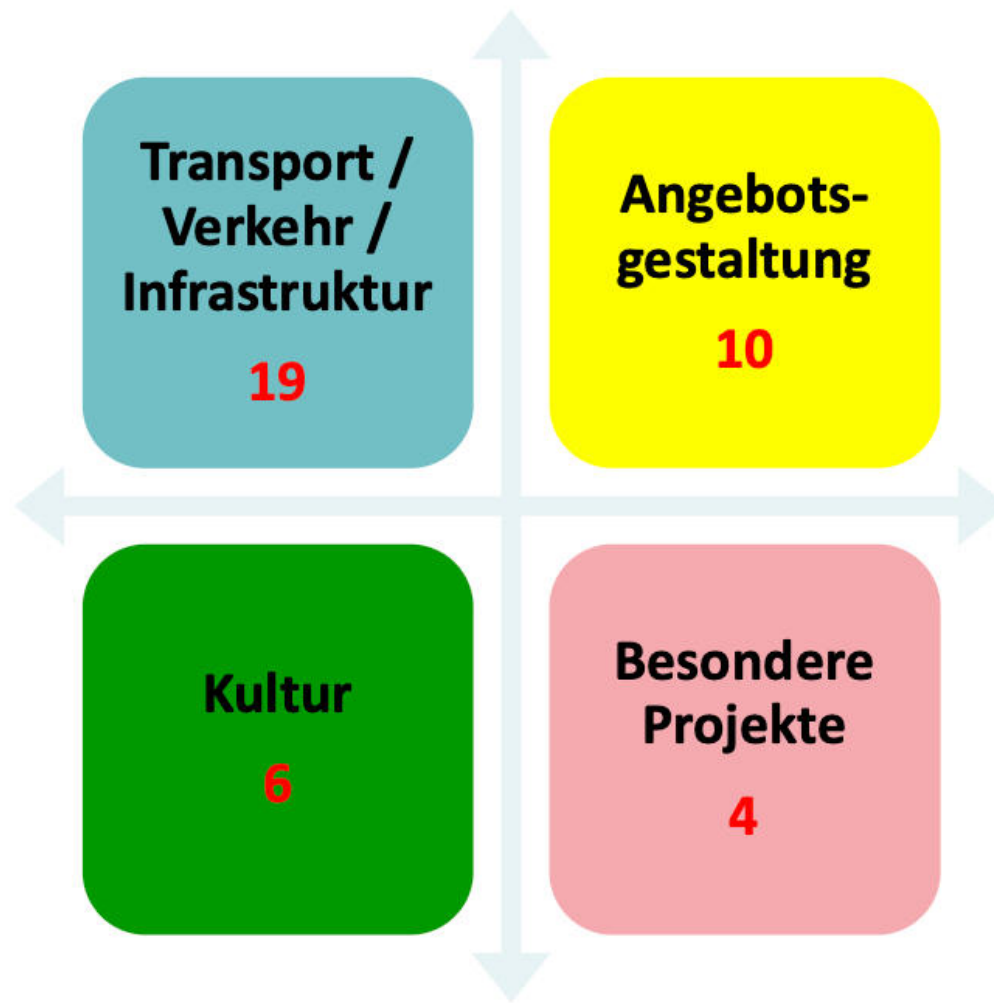 Transport /
Verkehr /
Infrastruktur
19
Angebots-
gestaltung
10
Kultur
6
Besondere
Projekte
4